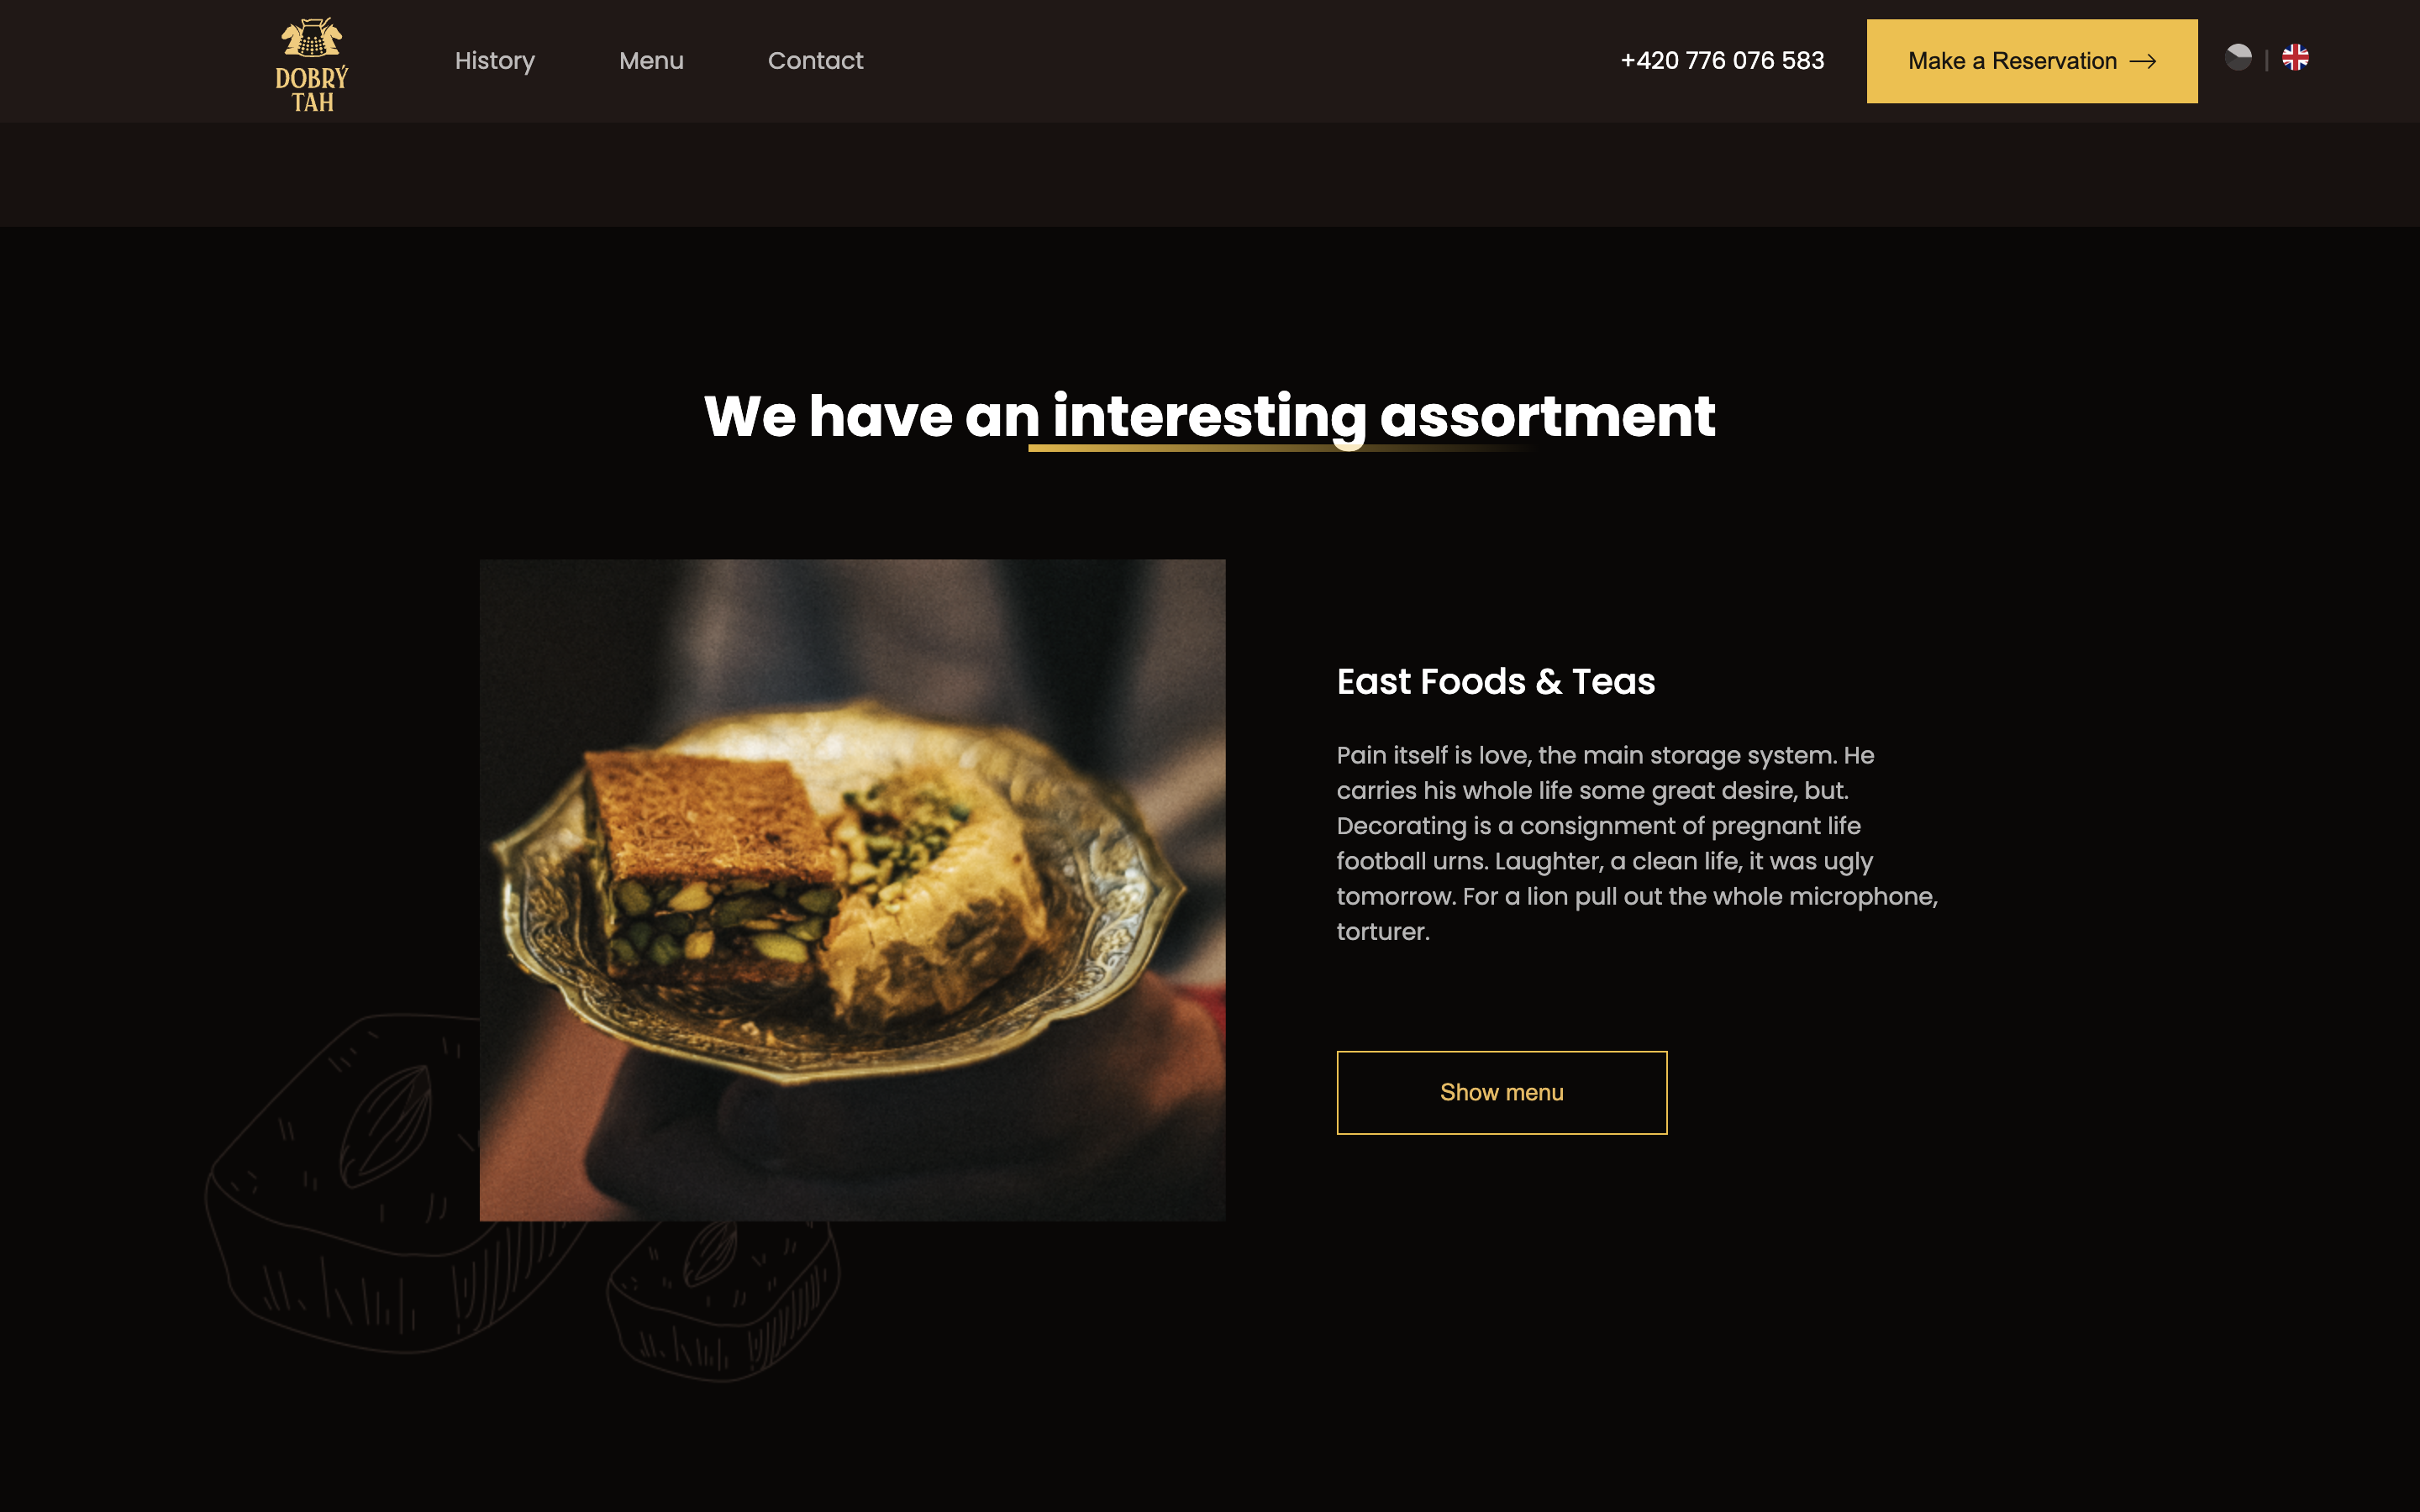 DOBRÝ
TAH
History
Menu
Contact
+420 776 076 583
Make a Reservation →
We have an interesting assortment
East Foods & Teas
Pain itself is love, the main storage system. He
carries his whole life some great desire, but.
Decorating is a consignment of pregnant life
football urns. Laughter, a clean life, it was ugly
tomorrow. For a lion pull out the whole microphone,
torturer.
Show menu